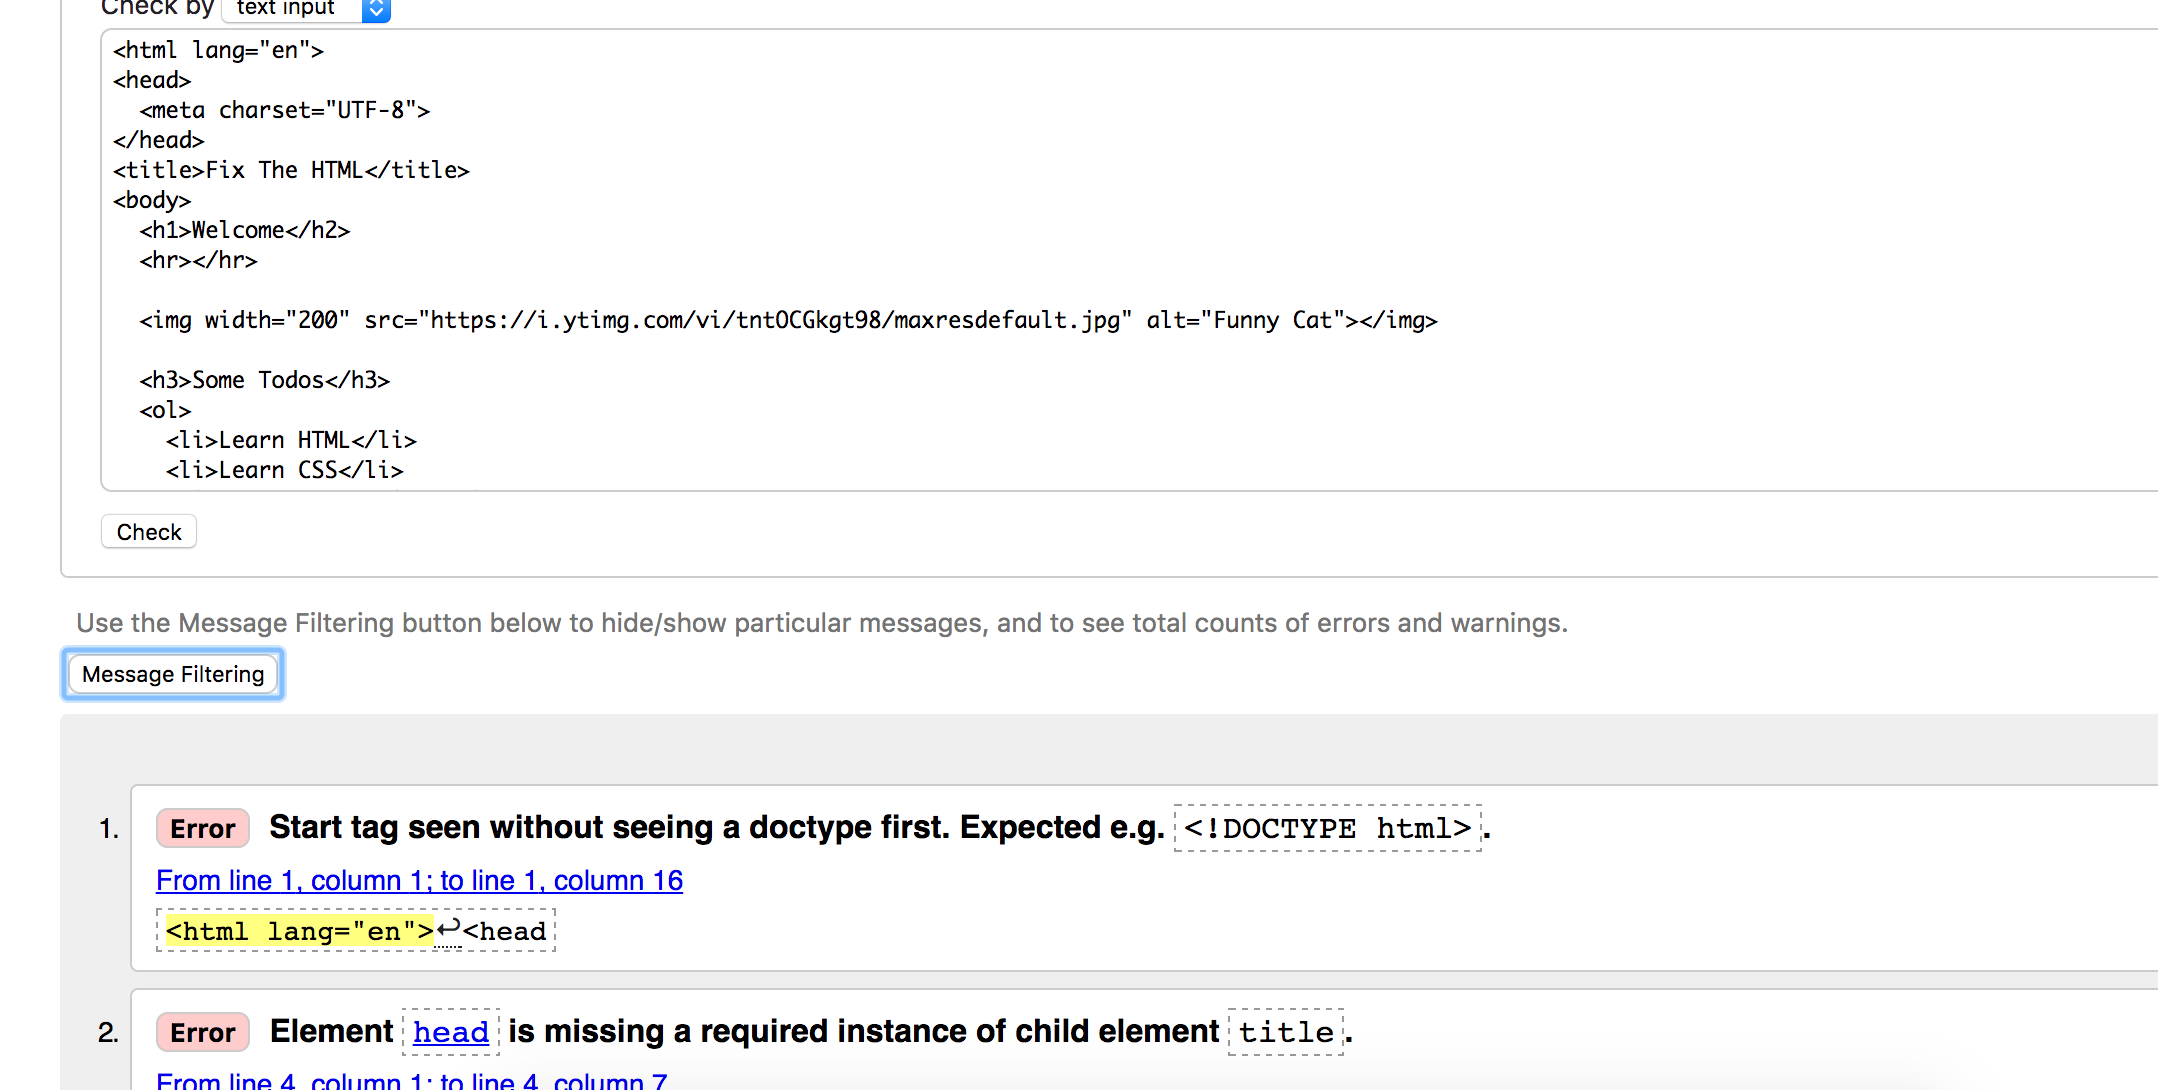 Check by text input
<html lang="en">
<head>
  <meta charset="UTF-8">
</head>
<title>Fix The HTML</title>
<body>
  <h1>Welcome</h2>
  <hr></hr>
  <img width="200" src="https://i.ytimg.com/vi/tntOCGkgt98/maxresdefault.jpg" alt="Funny Cat"></img>
  <h3>Some Todos</h3>
  <ol>
    <li>Learn HTML</li>
    <li>Learn CSS</li>
Check
Use the Message Filtering button below to hide/show particular messages, and to see total counts of errors and warnings.
Message Filtering
1. Error Start tag seen without seeing a doctype first. Expected e.g. <!DOCTYPE html>.
From line 1, column 1; to line 1, column 16
<html lang="en">↩<head
2. Error Element head is missing a required instance of child element title.
From line 4, column 1; to line 4, column 7